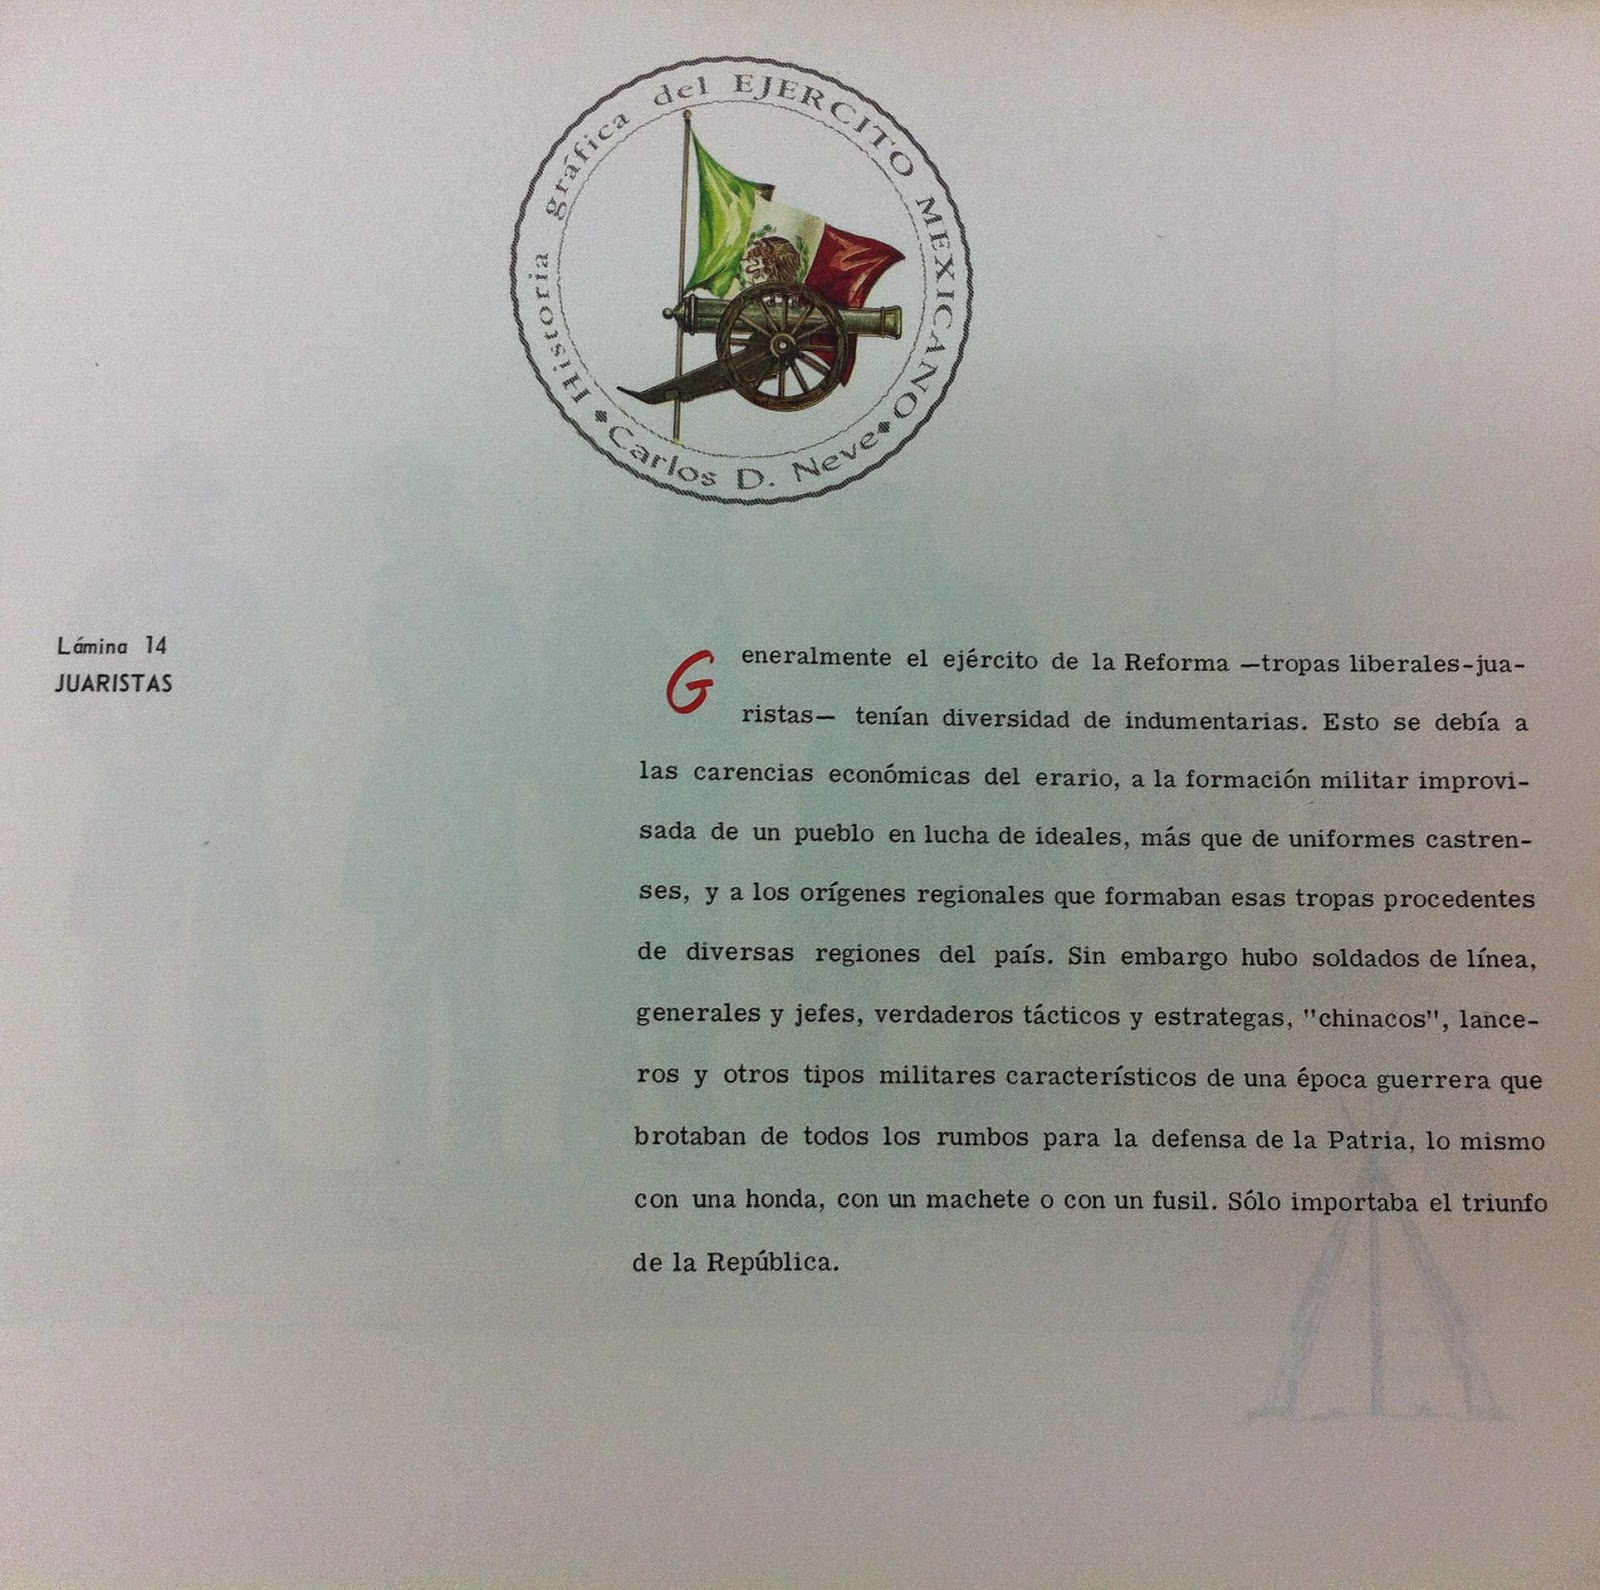 Historia gráfica del EJERCITO MEXICANO
Carlos D. Neve
Lámina 14
JUARISTAS
Generalmente el ejército de la Reforma —tropas liberales-jua-
ristas— tenían diversidad de indumentarias. Esto se debía a
las carencias económicas del erario, a la formación militar improvi-
sada de un pueblo en lucha de ideales, más que de uniformes castren-
ses, y a los orígenes regionales que formaban esas tropas procedentes
de diversas regiones del país. Sin embargo hubo soldados de línea,
generales y jefes, verdaderos tácticos y estrategas, "chinacos", lance-
ros y otros tipos militares característicos de una época guerrera que
brotaban de todos los rumbos para la defensa de la Patria, lo mismo
con una honda, con un machete o con un fusil. Sólo importaba el triunfo
de la República.